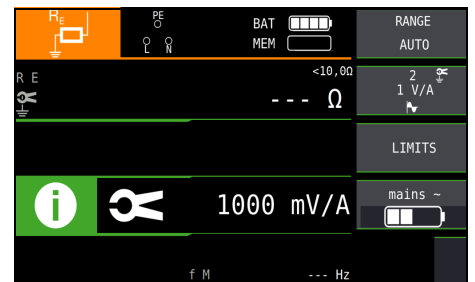 RE
PE
L N
BAT
MEM
RANGE
AUTO
R E
<10,0Ω
--- Ω
2
1 V/A
LIMITS
i
1000 mV/A
mains ~
f M
--- Hz